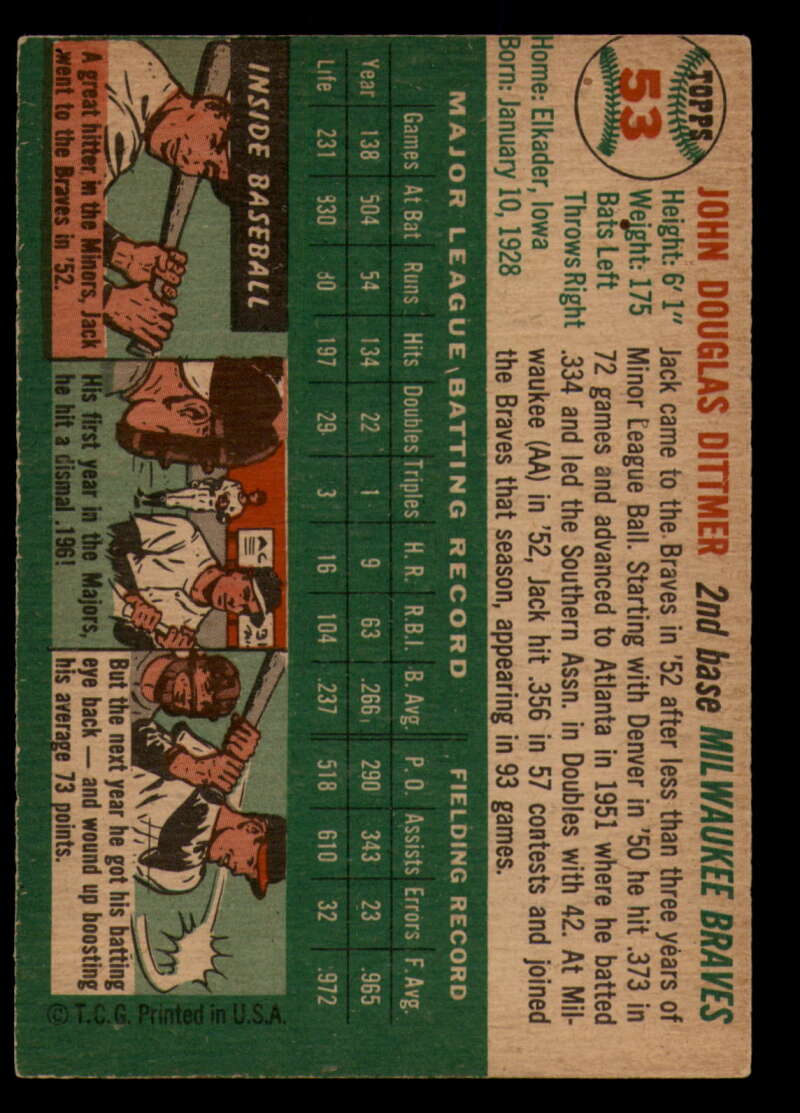 TOPPS
53
JOHN DOUGLAS DITTMER 2nd base MILWAUKEE BRAVES
Height: 6' 1"
Weight: 175
Bats Left
Throws Right
Home: Elkader, Iowa
Born: January 10, 1928
Jack came to the Braves in '52 after less than three years of
Minor League Ball. Starting with Denver in '50 he hit .373 in
72 games and advanced to Atlanta in 1951 where he batted
.334 and led the Southern Assn. in Doubles with 42. At Mil-
waukee (AA) in '52, Jack hit .356 in 57 contests and joined
the Braves that season, appearing in 93 games.
MAJOR LEAGUE BATTING RECORD FIELDING RECORD
Games At Bat Runs Hits Doubles Triples H. R. R.B.I. B. Avg. P. O. Assists Errors F. Avg.
Year 138 504 54 134 22 1 9 63 .266 290 343 23 .965
Life 231 830 80 197 29 3 16 104 .237 518 610 32 .972
INSIDE BASEBALL
A great hitter in the Minors, Jack
went to the Braves in '52.
His first year in the Majors,
he hit a dismal .196!
But the next year he got his batting
eye back — and wound up boosting
his average 73 points.
© T.C.G. Printed in U.S.A.